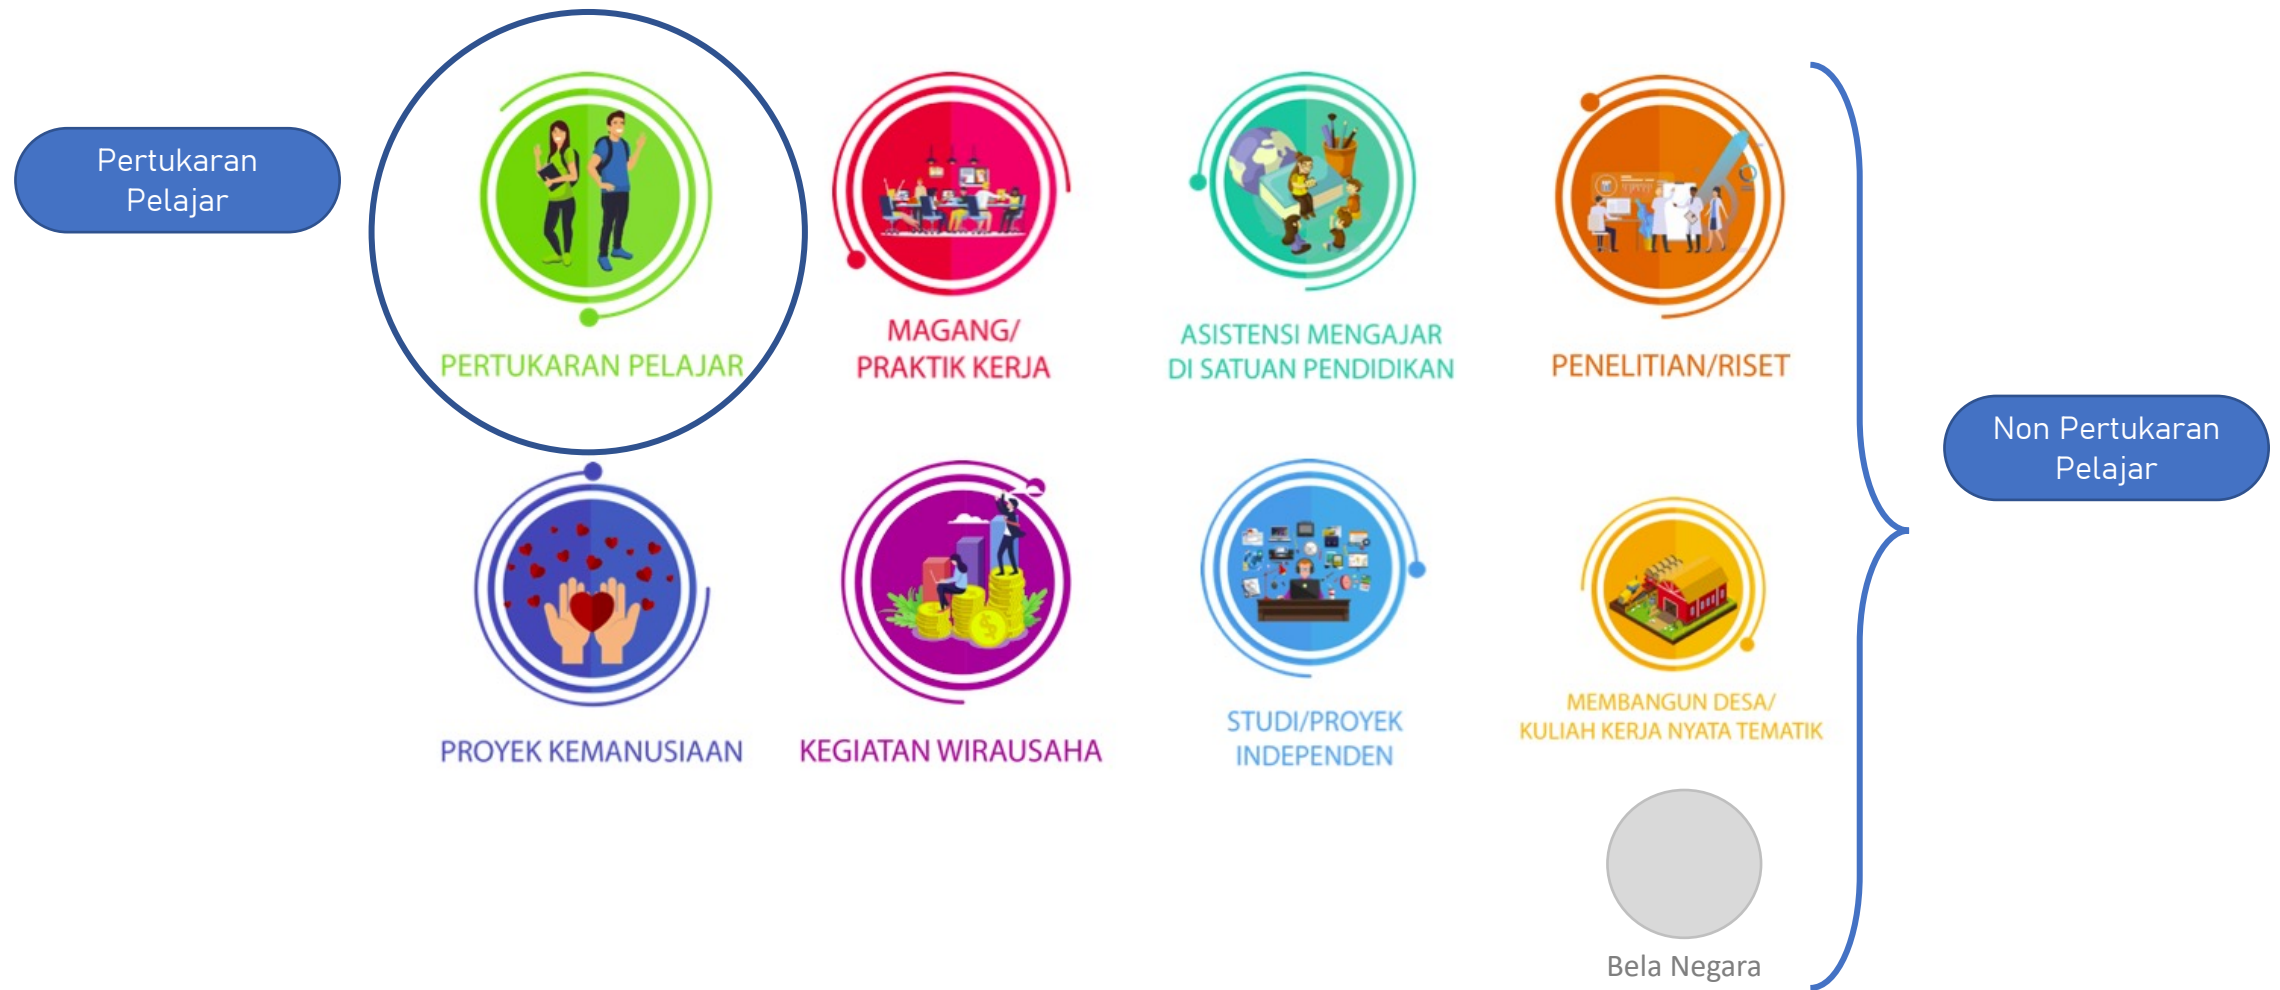 Pertukaran
Pelajar
PERTUKARAN PELAJAR
MAGANG/
PRAKTIK KERJA
ASISTENSI MENGAJAR
DI SATUAN PENDIDIKAN
PENELITIAN/RISET
Non Pertukaran
Pelajar
PROYEK KEMANUSIAAN
KEGIATAN WIRAUSAHA
STUDI/PROYEK
INDEPENDEN
MEMBANGUN DESA/
KULIAH KERJA NYATA TEMATIK
Bela Negara